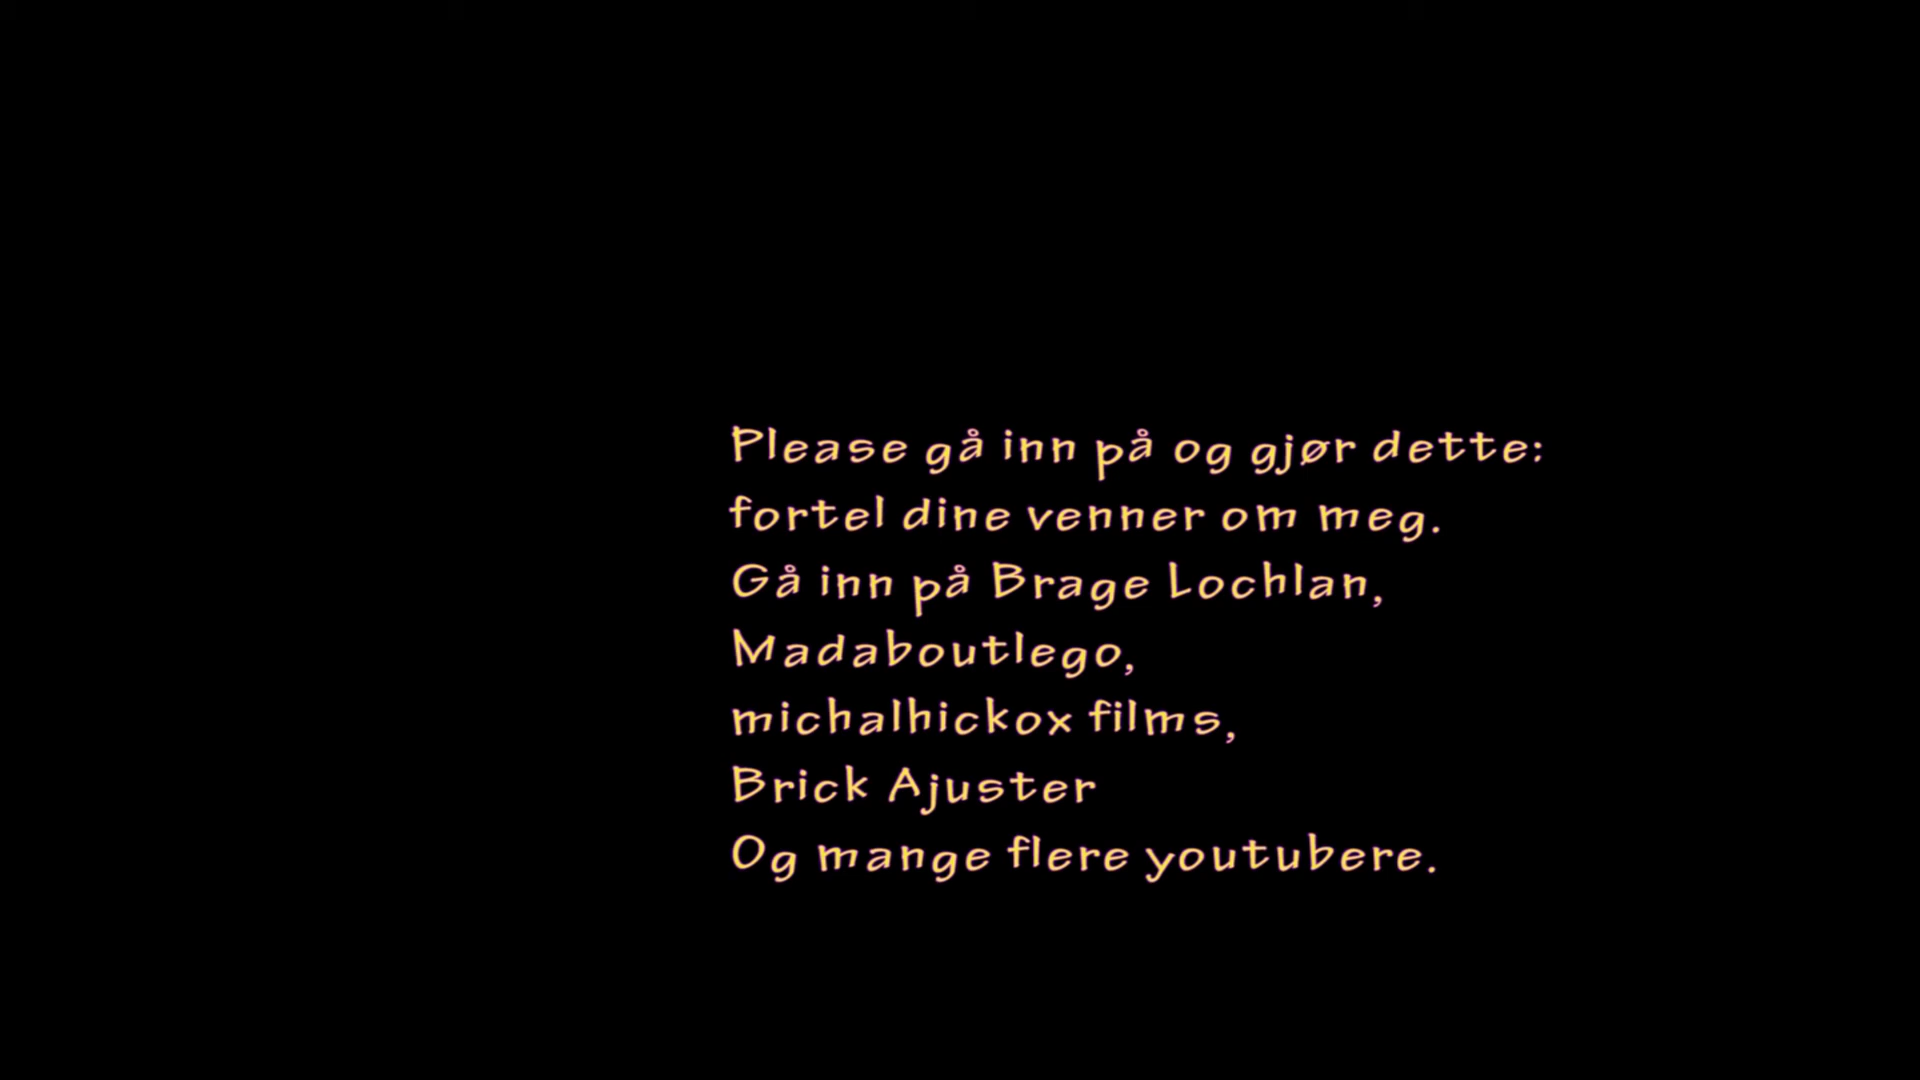 Please gå inn på og gjør dette:
fortel dine venner om meg.
Gå inn på Brage Lochlan,
Madaboutlego,
michalhickox films,
Brick Ajuster
Og mange flere youtubere.